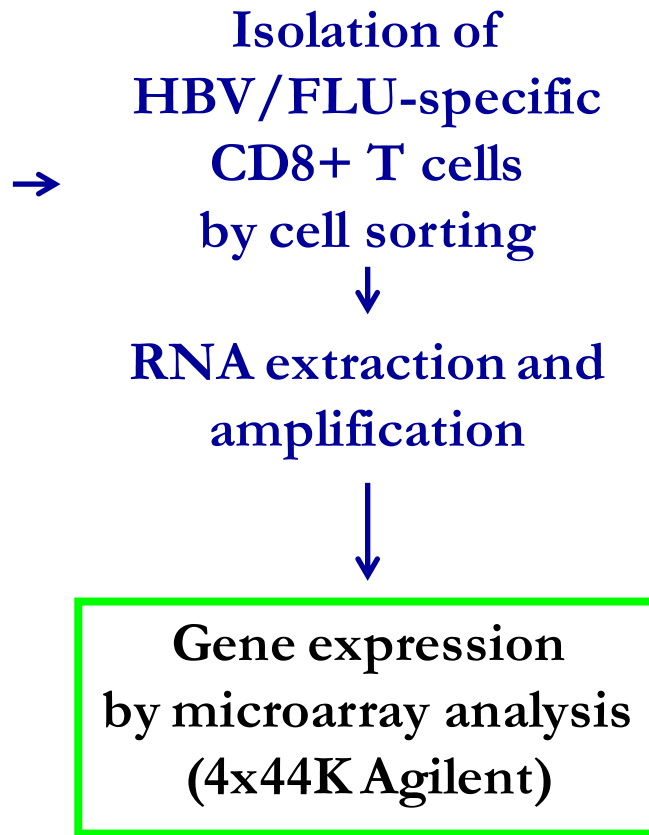 Isolation of
HBV/FLU-specific
CD8+ T cells
by cell sorting
RNA extraction and
amplification
Gene expression
by microarray analysis
(4x44K Agilent)